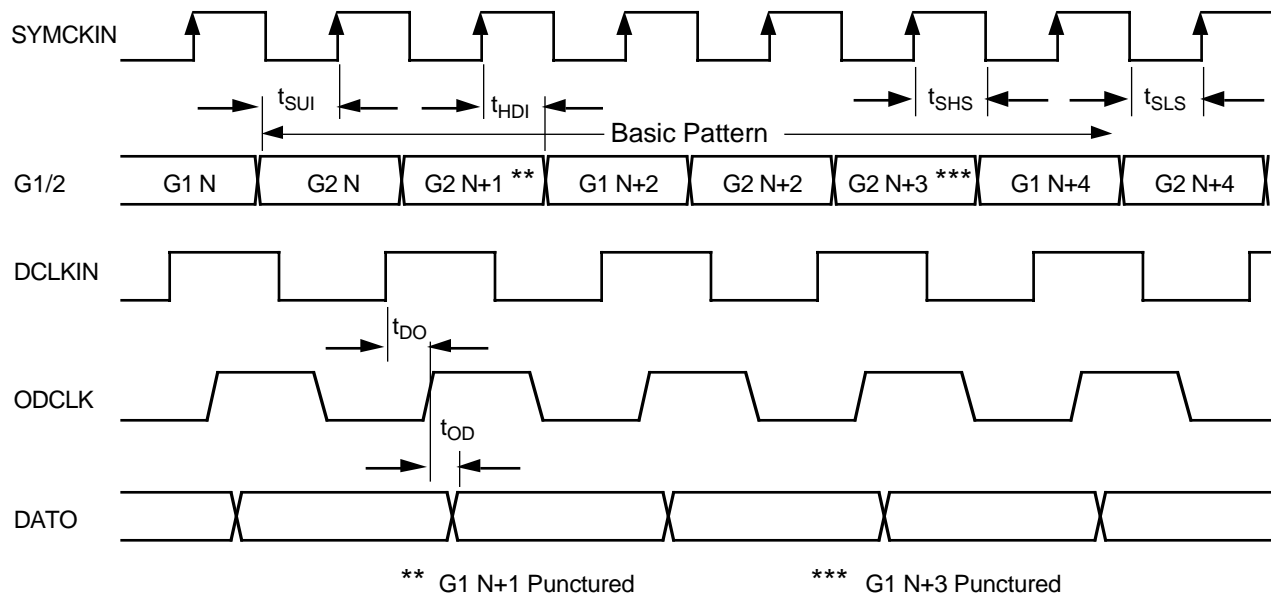 SYMCKIN
tSUI tHDI tSHS tSLS
Basic Pattern
G1/2 G1 N G2 N G2 N+1 ** G1 N+2 G2 N+2 G2 N+3 *** G1 N+4 G2 N+4
DCLKIN
tDO
ODCLK
tOD
DATO
** G1 N+1 Punctured *** G1 N+3 Punctured